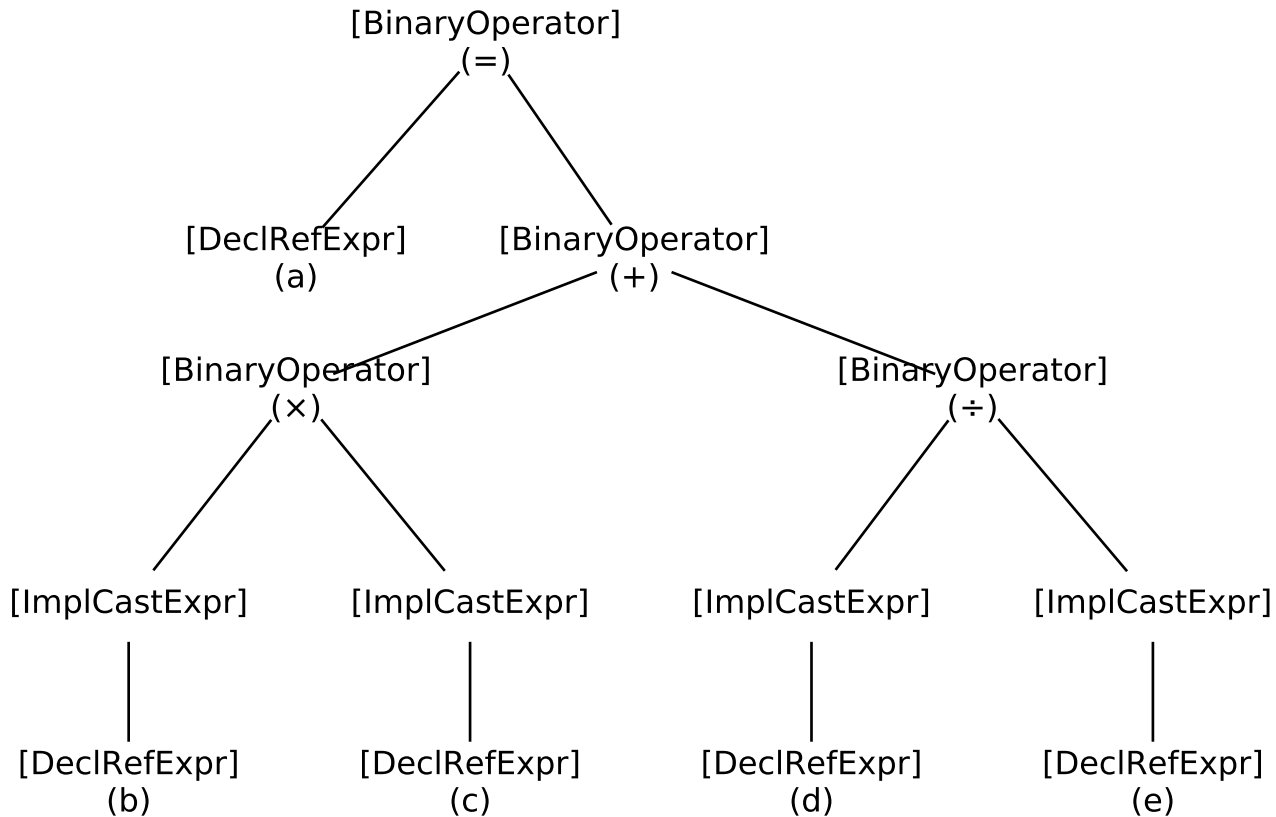 [BinaryOperator]
(=)
[DeclRefExpr]
(a)
[BinaryOperator]
(+)
[BinaryOperator]
(×)
[BinaryOperator]
(÷)
[ImplCastExpr]
[ImplCastExpr]
[ImplCastExpr]
[ImplCastExpr]
[DeclRefExpr]
(b)
[DeclRefExpr]
(c)
[DeclRefExpr]
(d)
[DeclRefExpr]
(e)